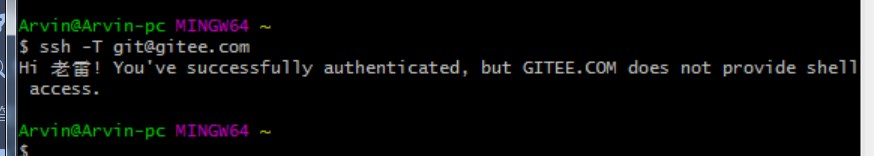 Arvin@Arvin-pc MINGW64 ~
$ ssh -T git@gitee.com
Hi 老雷! You've successfully authenticated, but GITEE.COM does not provide shell
access.
Arvin@Arvin-pc MINGW64 ~
$